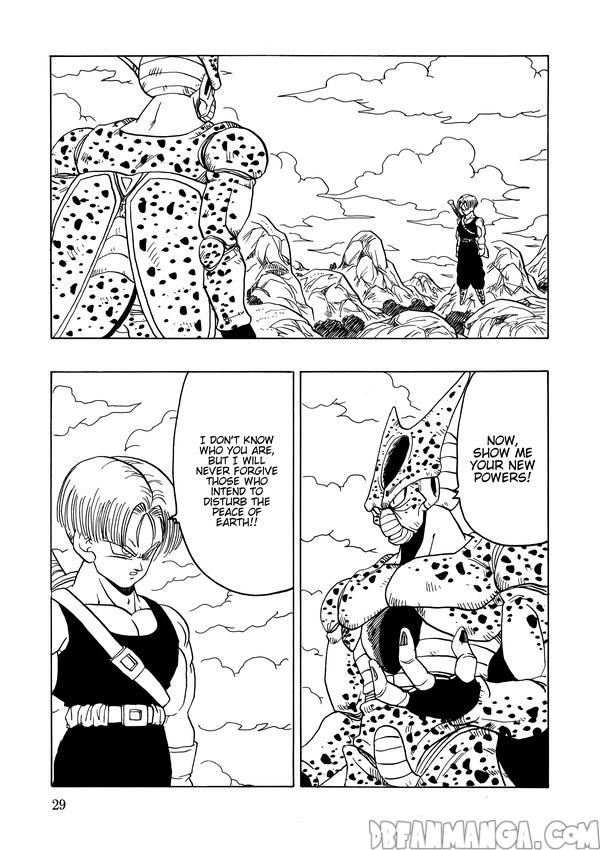 NOW,
SHOW ME
YOUR NEW
POWERS!
I DON'T KNOW
WHO YOU ARE,
BUT I WILL
NEVER FORGIVE
THOSE WHO
INTEND TO
DISTURB THE
PEACE OF
EARTH!!
29
DBFANMANGA.COM